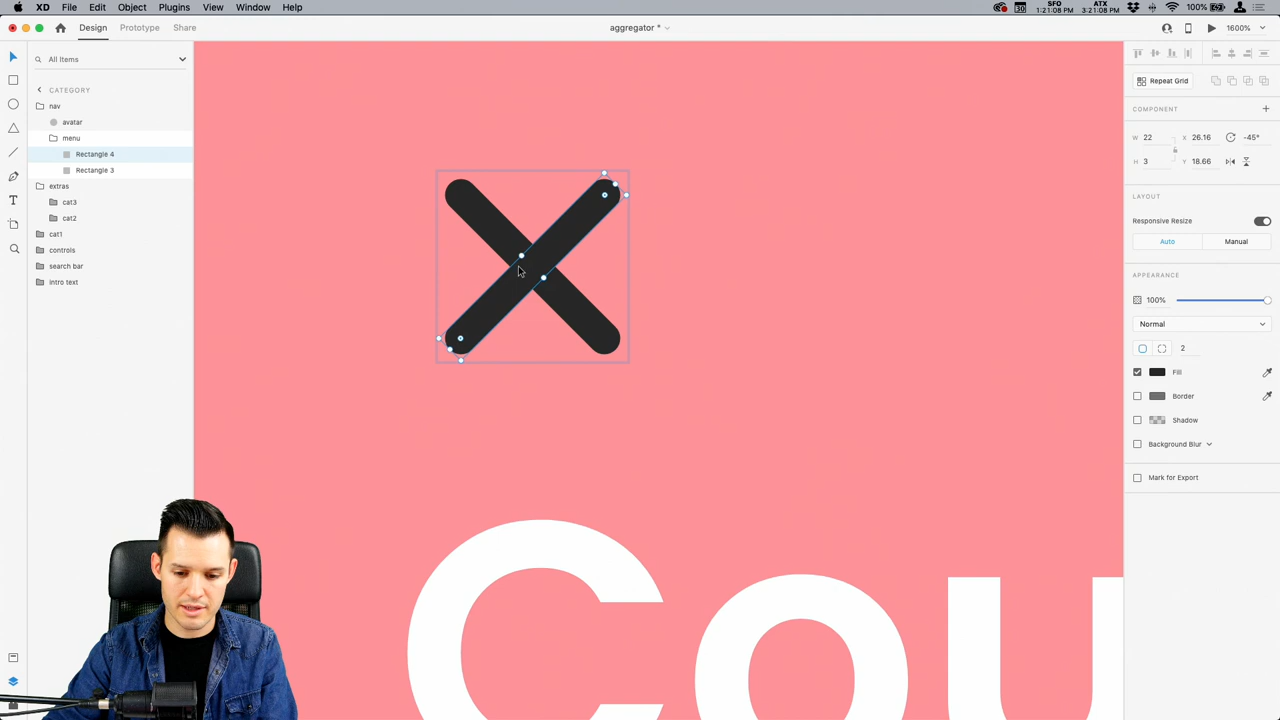 XD File Edit Object Plugins View Window Help
SFO ATX
1:21:08 PM 3:21:08 PM
100%
Design Prototype Share
aggregator *
1600%
All Items
CATEGORY
nav
avatar
menu
Rectangle 4
Rectangle 3
extras
cat3
cat2
cat1
controls
search bar
intro text
Cou
Repeat Grid
COMPONENT
W 22 X 26.16 -45°
H 3 Y 18.66
LAYOUT
Responsive Resize
Auto Manual
APPEARANCE
100%
Normal
2
Fill
Border
Shadow
Background Blur
Mark for Export